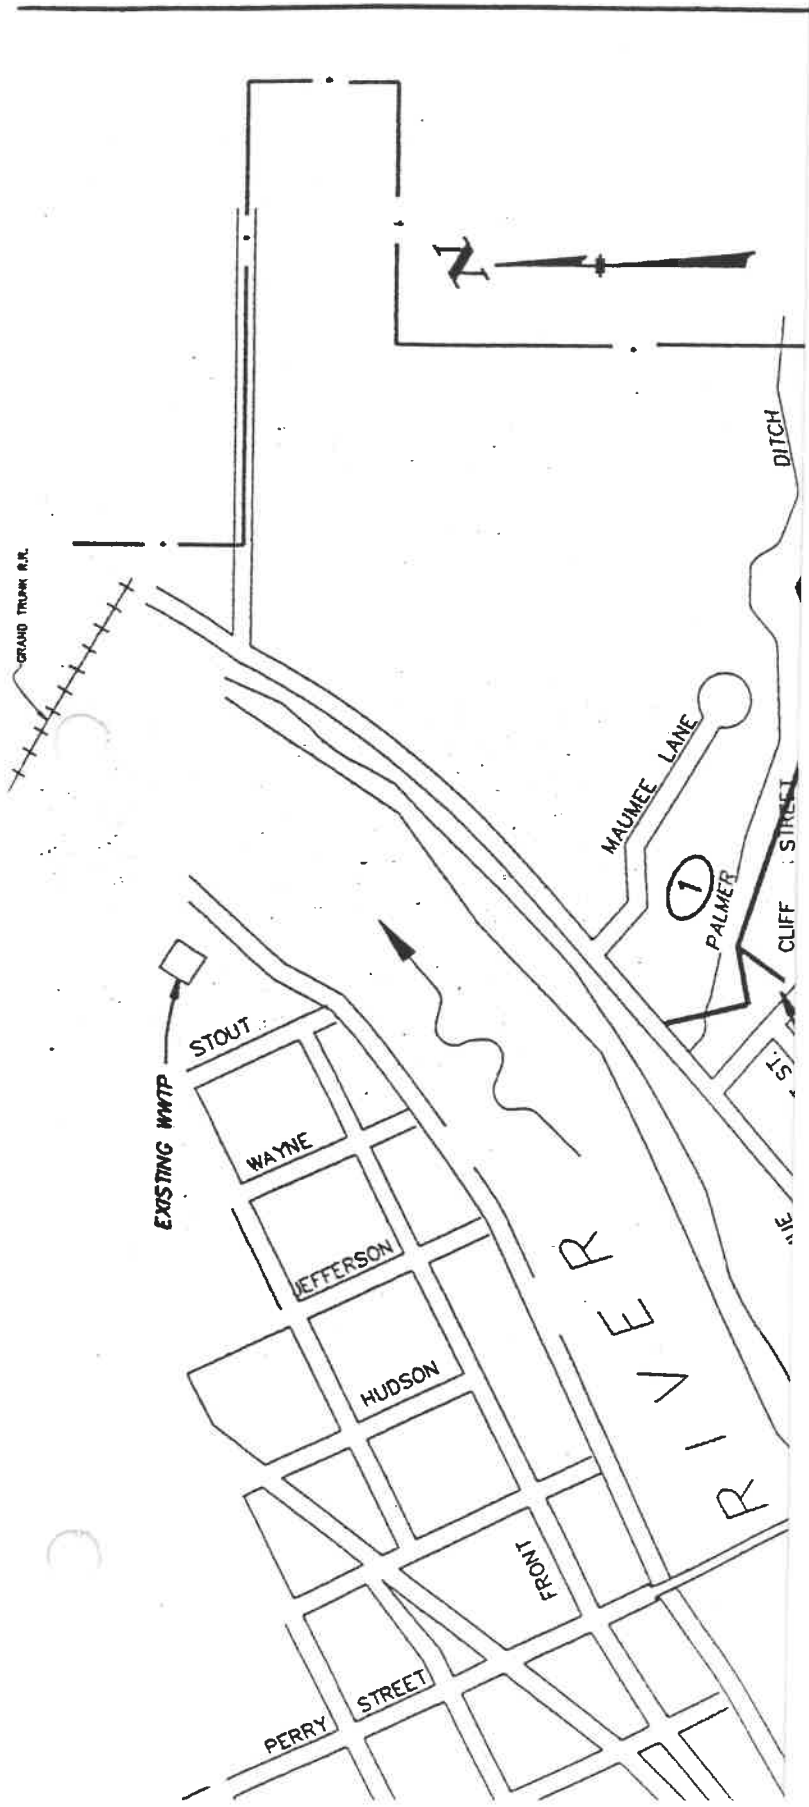 GRAND TRUNK R.R.
N
EXISTING WWTP
STOUT
WAYNE
JEFFERSON
HUDSON
FRONT
PERRY STREET
RIVER
MAUMEE LANE
1
PALMER DITCH
CLIFF STREET
ST.